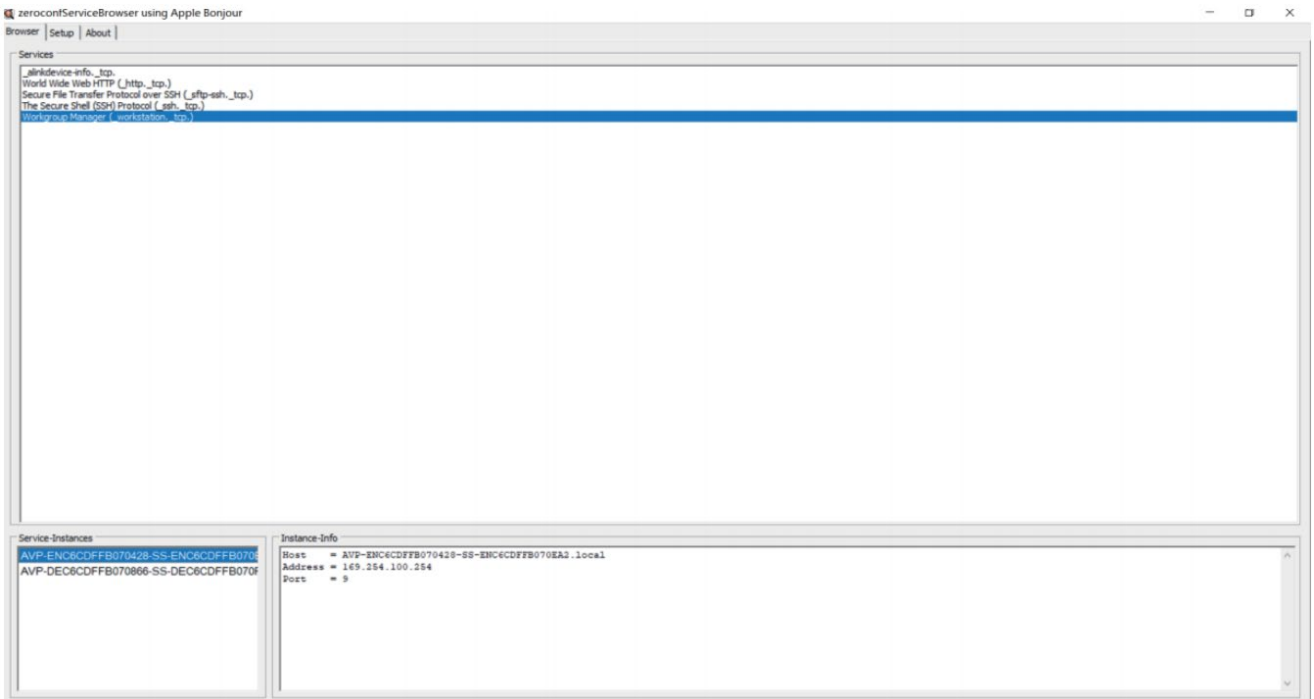 zeroconfServiceBrowser using Apple Bonjour
Browser Setup About
Services
_alinkdevice-info._tcp.
World Wide Web HTTP (_http._tcp.)
Secure File Transfer Protocol over SSH (_sftp-ssh._tcp.)
The Secure Shell (SSH) Protocol (_ssh._tcp.)
Workgroup Manager (_workstation._tcp.)
Service-Instances
AVP-ENC6CDFFB070428-SS-ENC6CDFFB070E
AVP-DEC6CDFFB070866-SS-DEC6CDFFB070F
Instance-Info
Host = AVP-ENC6CDFFB070428-SS-ENC6CDFFB070EA2.local
Address = 169.254.100.254
Port = 9